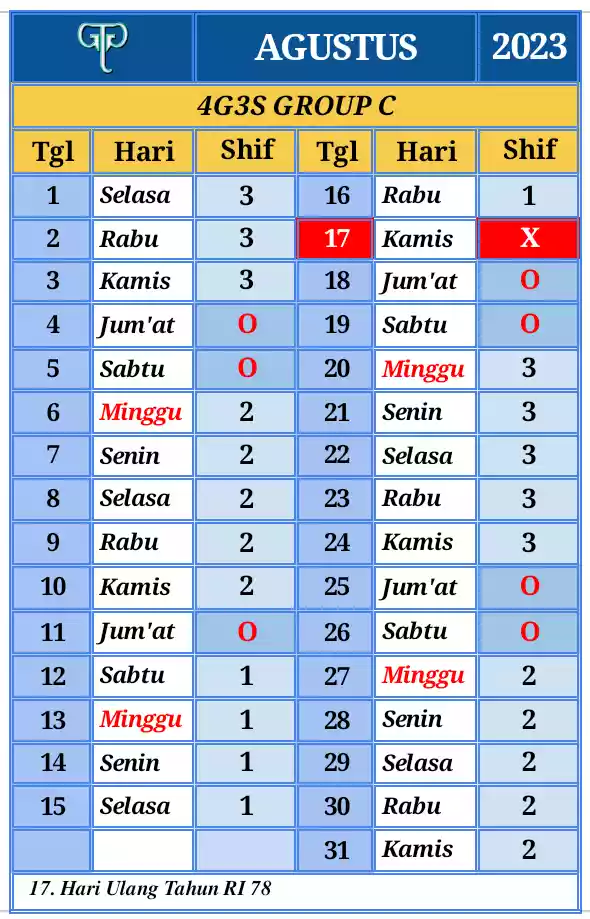 GTP AGUSTUS 2023
4G3S GROUP C
Tgl Hari Shif Tgl Hari Shif
1 Selasa 3 16 Rabu 1
2 Rabu 3 17 Kamis X
3 Kamis 3 18 Jum'at O
4 Jum'at O 19 Sabtu O
5 Sabtu O 20 Minggu 3
6 Minggu 2 21 Senin 3
7 Senin 2 22 Selasa 3
8 Selasa 2 23 Rabu 3
9 Rabu 2 24 Kamis 3
10 Kamis 2 25 Jum'at O
11 Jum'at O 26 Sabtu O
12 Sabtu 1 27 Minggu 2
13 Minggu 1 28 Senin 2
14 Senin 1 29 Selasa 2
15 Selasa 1 30 Rabu 2
31 Kamis 2
17. Hari Ulang Tahun RI 78